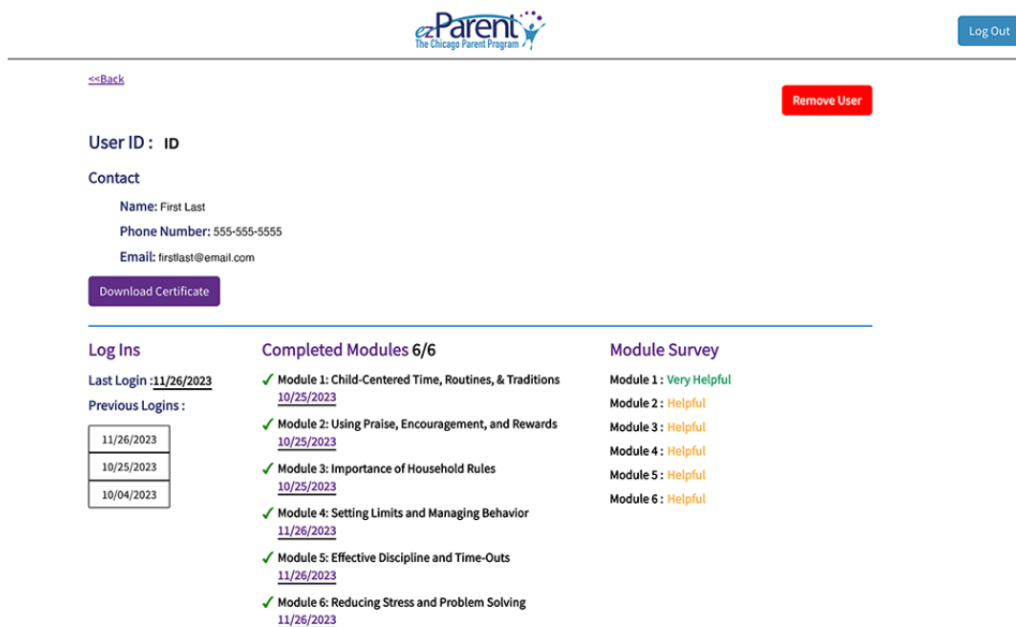 ezParent
The Chicago Parent Program
Log Out
<<Back
Remove User
User ID : ID
Contact
Name: First Last
Phone Number: 555-555-5555
Email: firstlast@email.com
Download Certificate
Log Ins
Last Login :11/26/2023
Previous Logins :
11/26/2023
10/25/2023
10/04/2023
Completed Modules 6/6
✓ Module 1: Child-Centered Time, Routines, & Traditions
10/25/2023
✓ Module 2: Using Praise, Encouragement, and Rewards
10/25/2023
✓ Module 3: Importance of Household Rules
10/25/2023
✓ Module 4: Setting Limits and Managing Behavior
11/26/2023
✓ Module 5: Effective Discipline and Time-Outs
11/26/2023
✓ Module 6: Reducing Stress and Problem Solving
11/26/2023
Module Survey
Module 1 : Very Helpful
Module 2 : Helpful
Module 3 : Helpful
Module 4 : Helpful
Module 5 : Helpful
Module 6 : Helpful